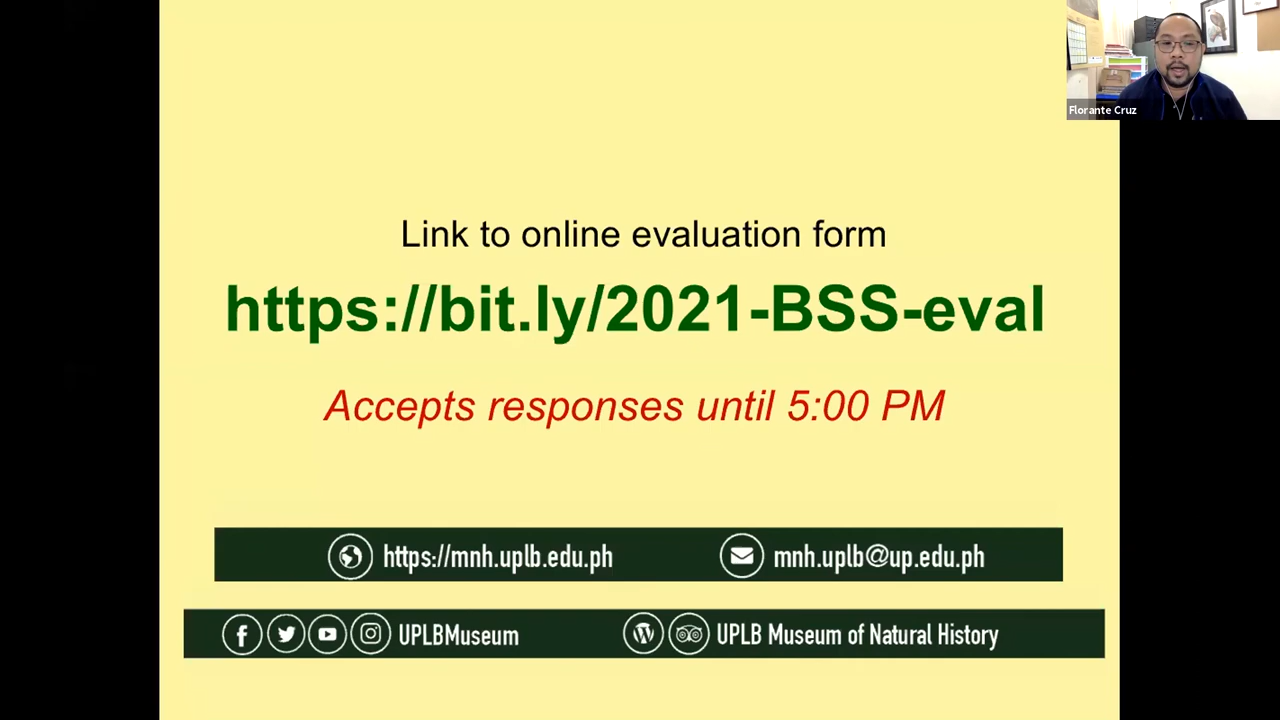 Florante Cruz
Link to online evaluation form
https://bit.ly/2021-BSS-eval
Accepts responses until 5:00 PM
https://mnh.uplb.edu.ph
mnh.uplb@up.edu.ph
UPLBMuseum
UPLB Museum of Natural History